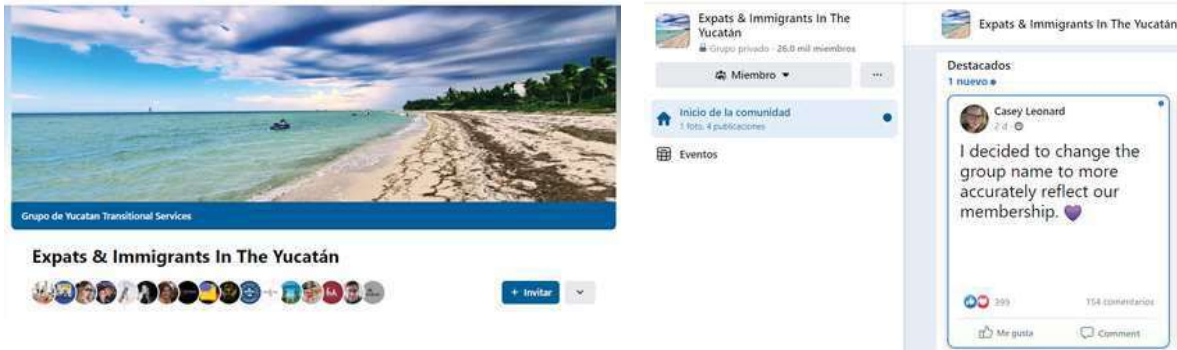 Grupo de Yucatan Transitional Services
Expats & Immigrants In The Yucatán
+ Invitar
Expats & Immigrants In The
Yucatán
Grupo privado · 26.0 mil miembros
Miembro
...
Inicio de la comunidad
1 foto, 4 publicaciones
Eventos
Expats & Immigrants In The Yucatán
Destacados
1 nuevo
Casey Leonard
2 d
I decided to change the
group name to more
accurately reflect our
membership. 💜
399
154 comentarios
Me gusta
Comment